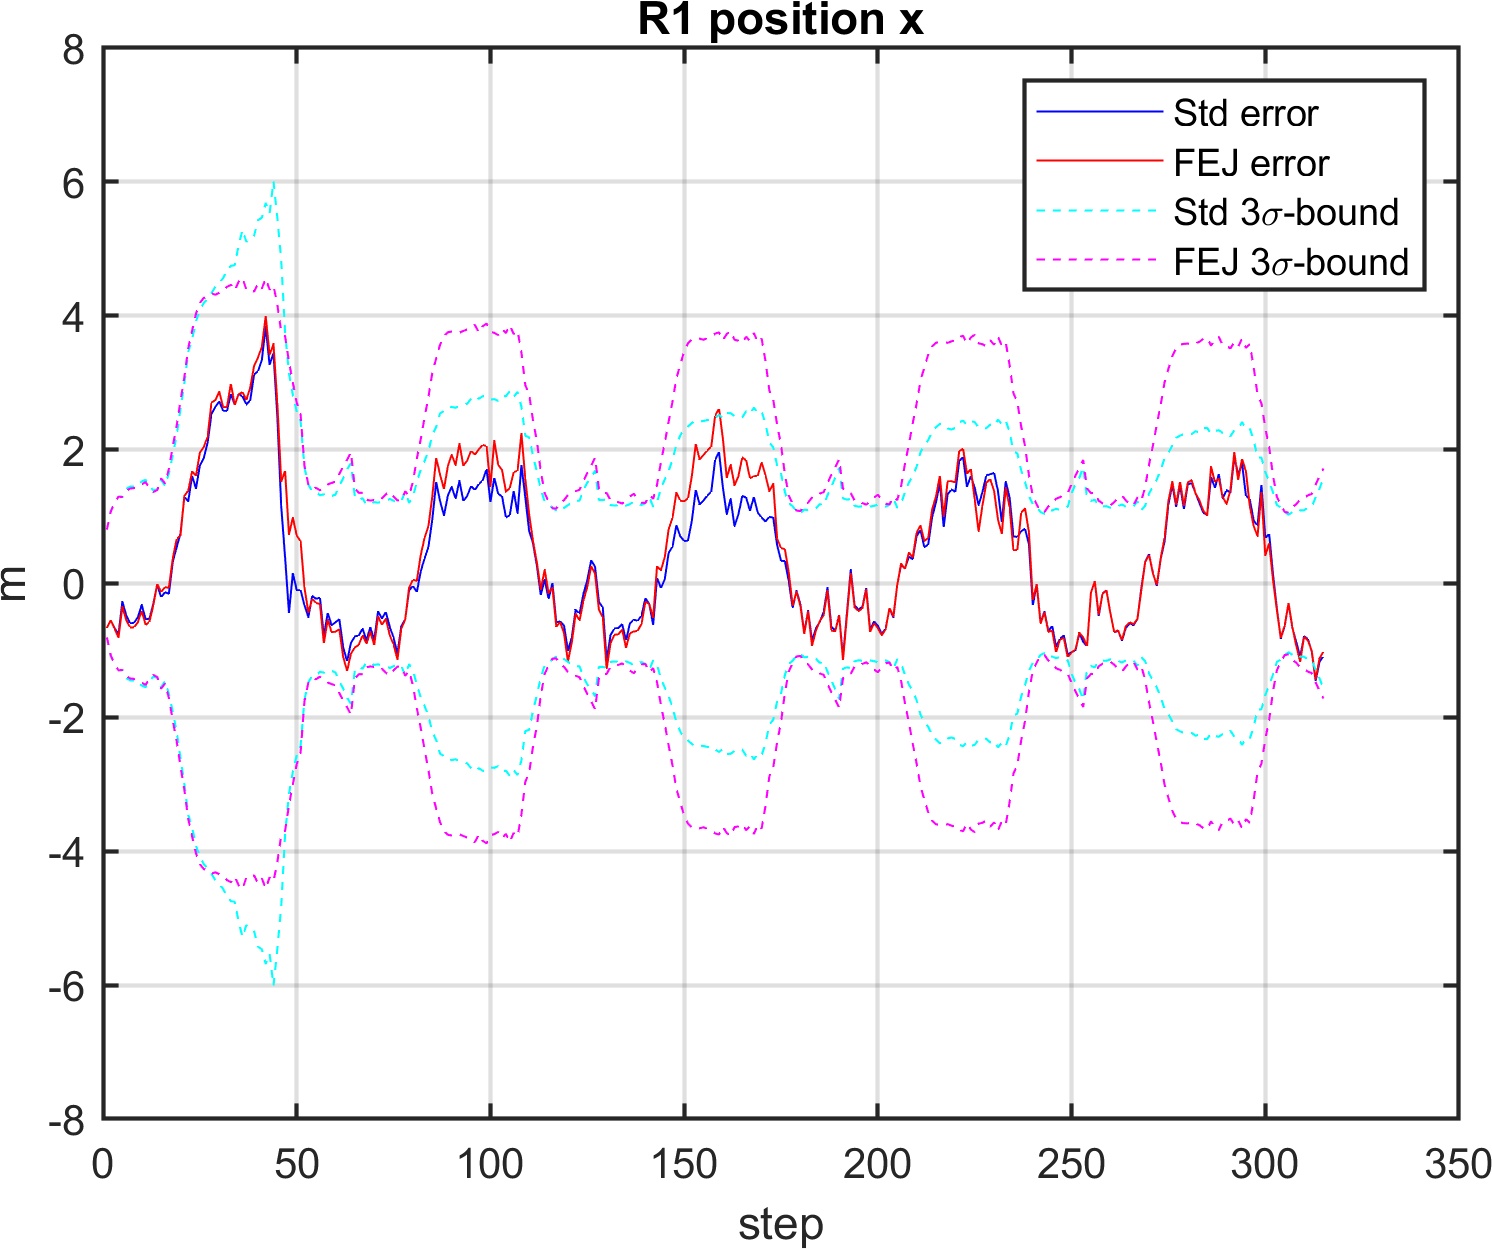 R1 position x
8
6
4
2
0
-2
-4
-6
-8
m
Std error
FEJ error
Std 3σ-bound
FEJ 3σ-bound
0 50 100 150 200 250 300 350
step